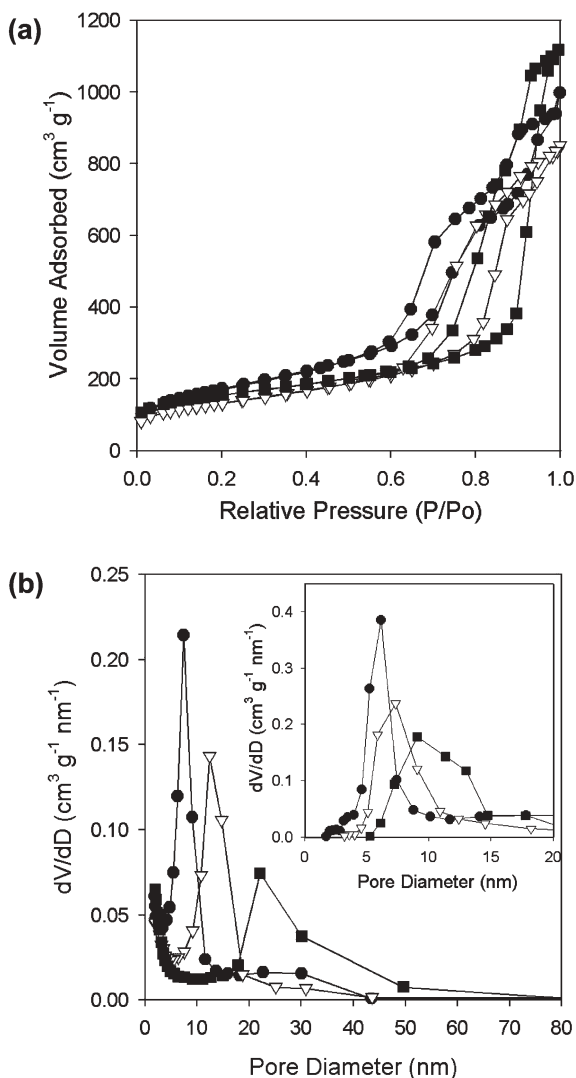 (a)
1200
1000
800
600
400
200
0
Volume Adsorbed (cm³ g⁻¹)
0.0 0.2 0.4 0.6 0.8 1.0
Relative Pressure (P/Po)
(b)
0.25
0.20
0.15
0.10
0.05
0.00
dV/dD (cm³ g⁻¹ nm⁻¹)
0 10 20 30 40 50 60 70 80
Pore Diameter (nm)
0.4
0.3
0.2
0.1
0.0
dV/dD (cm³ g⁻¹ nm⁻¹)
0 5 10 15 20
Pore Diameter (nm)